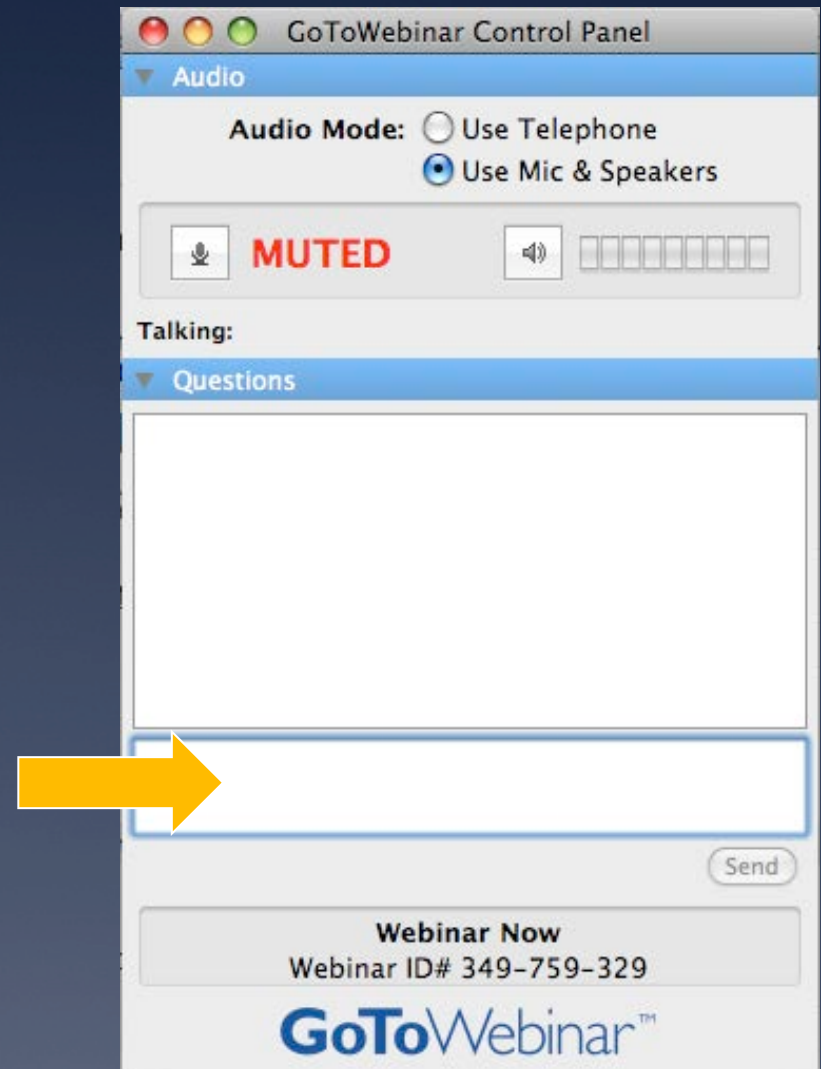 GoToWebinar Control Panel
Audio
Audio Mode: Use Telephone
Use Mic & Speakers
MUTED
Talking:
Questions
Send
Webinar Now
Webinar ID# 349-759-329
GoToWebinar™